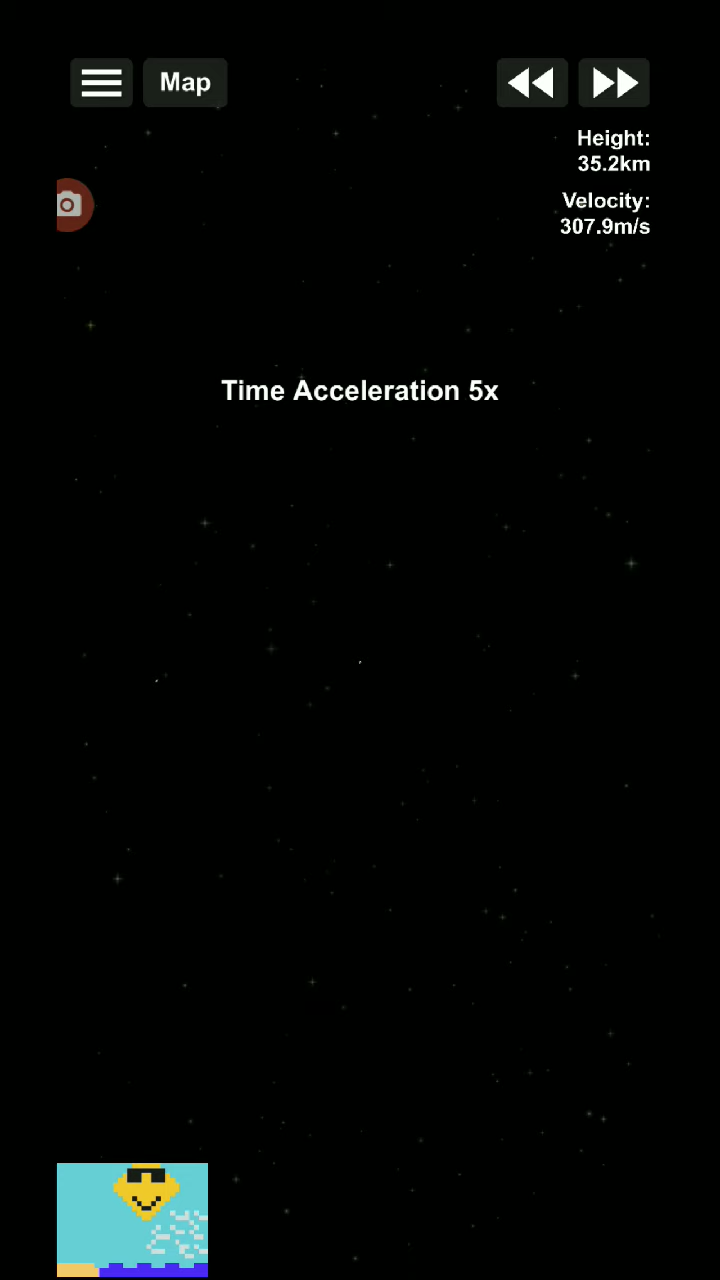 Map
Height:
35.2km
Velocity:
307.9m/s
Time Acceleration 5x